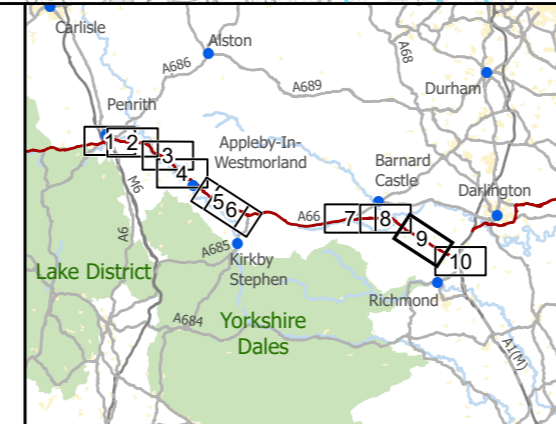 Carlisle
Alston
A686
A68
A689
Durham
Penrith
1
2
3
4
Appleby-In-
Westmorland
Barnard
Castle
Darlington
5
6
A66
7
8
9
10
M6
A6
A685
Kirkby
Stephen
Lake District
Richmond
A684
Yorkshire
Dales
A1(M)